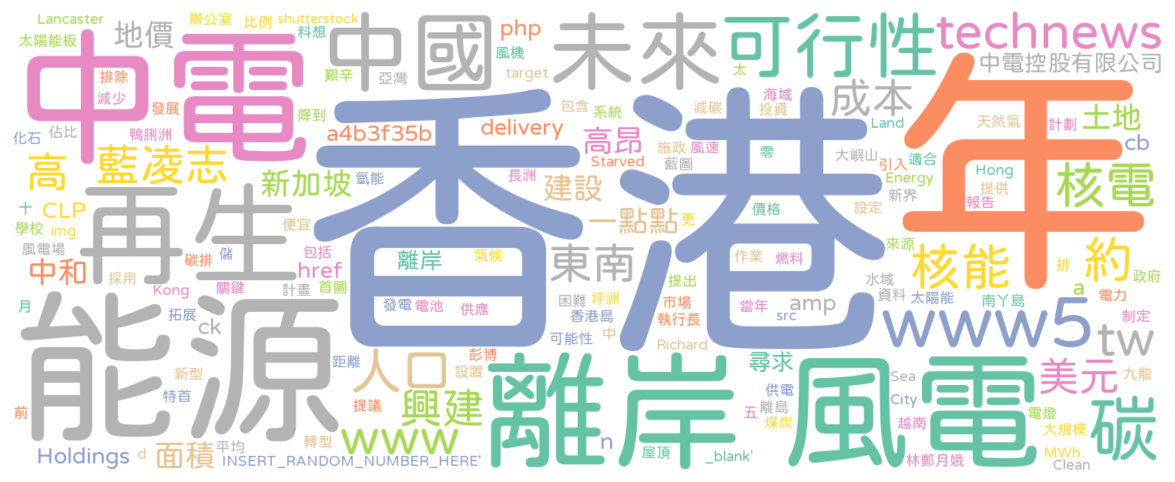 Lancaster
辦公室
比例
shutterstock
料想
php
風機
technews
太陽能板
地價
中電
中國
未來
可行性
中電控股有限公司
排除
減少
艱辛
亞灣
target
太
成本
年
發展
降到
包含
系統
減碳
投資
海域
天然氣
計劃
土地
化石
佔比
鴨脷洲
a4b3f35b
delivery
高昂
施政
風速
藍圖
零
Land
大嶼山
引入
適合
cb
高
藍凌志
新加坡
氫能
香港
長洲
Starved
建設
Energy
Hong
提供
新界
報告
核電
十
CLP
再生
便宜
一點點
更
價格
設定
學校
img
風電場
碳排
儲
包括
離岸
氣候
東南
作業
燃料
來源
核能
約
排
政府
中和
採用
href
Kong
關鍵
計畫
首圖
困難
坪洲
提出
水域
資料
太陽能
南丫島
a
電力
月
能源
拓展
ck
發電
電池
供應
香港島
市場
執行長
當年
src
amp
www5
tw
制定
可能性
中
Richard
距離
人口
彭博
設置
離岸
風電
尋求
供電
Sea
美元
九龍
新型
特首
前
提議
興建
City
越南
電燈
碳
五
離島
煤炭
大規模
www
n
Holdings
d
面積
平均
轉型
INSERT_RANDOM_NUMBER_HERE'
屋頂
_blank'
林鄭月娥
MWh
Clean